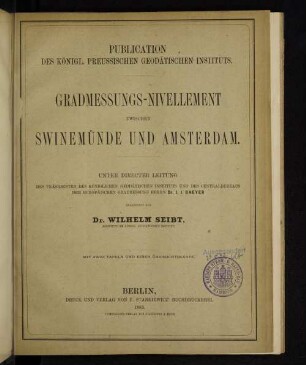 PUBLICATION
DES KÖNIGL. PREUSSISCHEN GEODÄTISCHEN INSTITUTS.
GRADMESSUNGS-NIVELLEMENT
ZWISCHEN
SWINEMÜNDE UND AMSTERDAM.
UNTER DIRECTER LEITUNG
DES PRÄSIDENTEN DES KÖNIGLICHEN GEODÄTISCHEN INSTITUTS UND DES CENTRALBUREAUS
DER EUROPÄISCHEN GRADMESSUNG HERRN Dr. J. J. BAEYER
Dr. WILHELM SEIBT,
BERLIN,
DRUCK UND VERLAG VON P. STANKIEWICZ' BUCHDRUCKEREI.